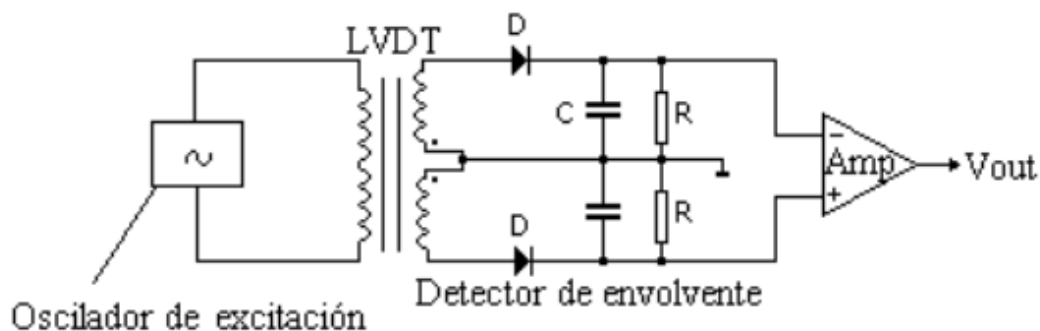 D
LVDT
C
R
Amp
Vout
R
D
Detector de envolvente
Oscilador de excitación